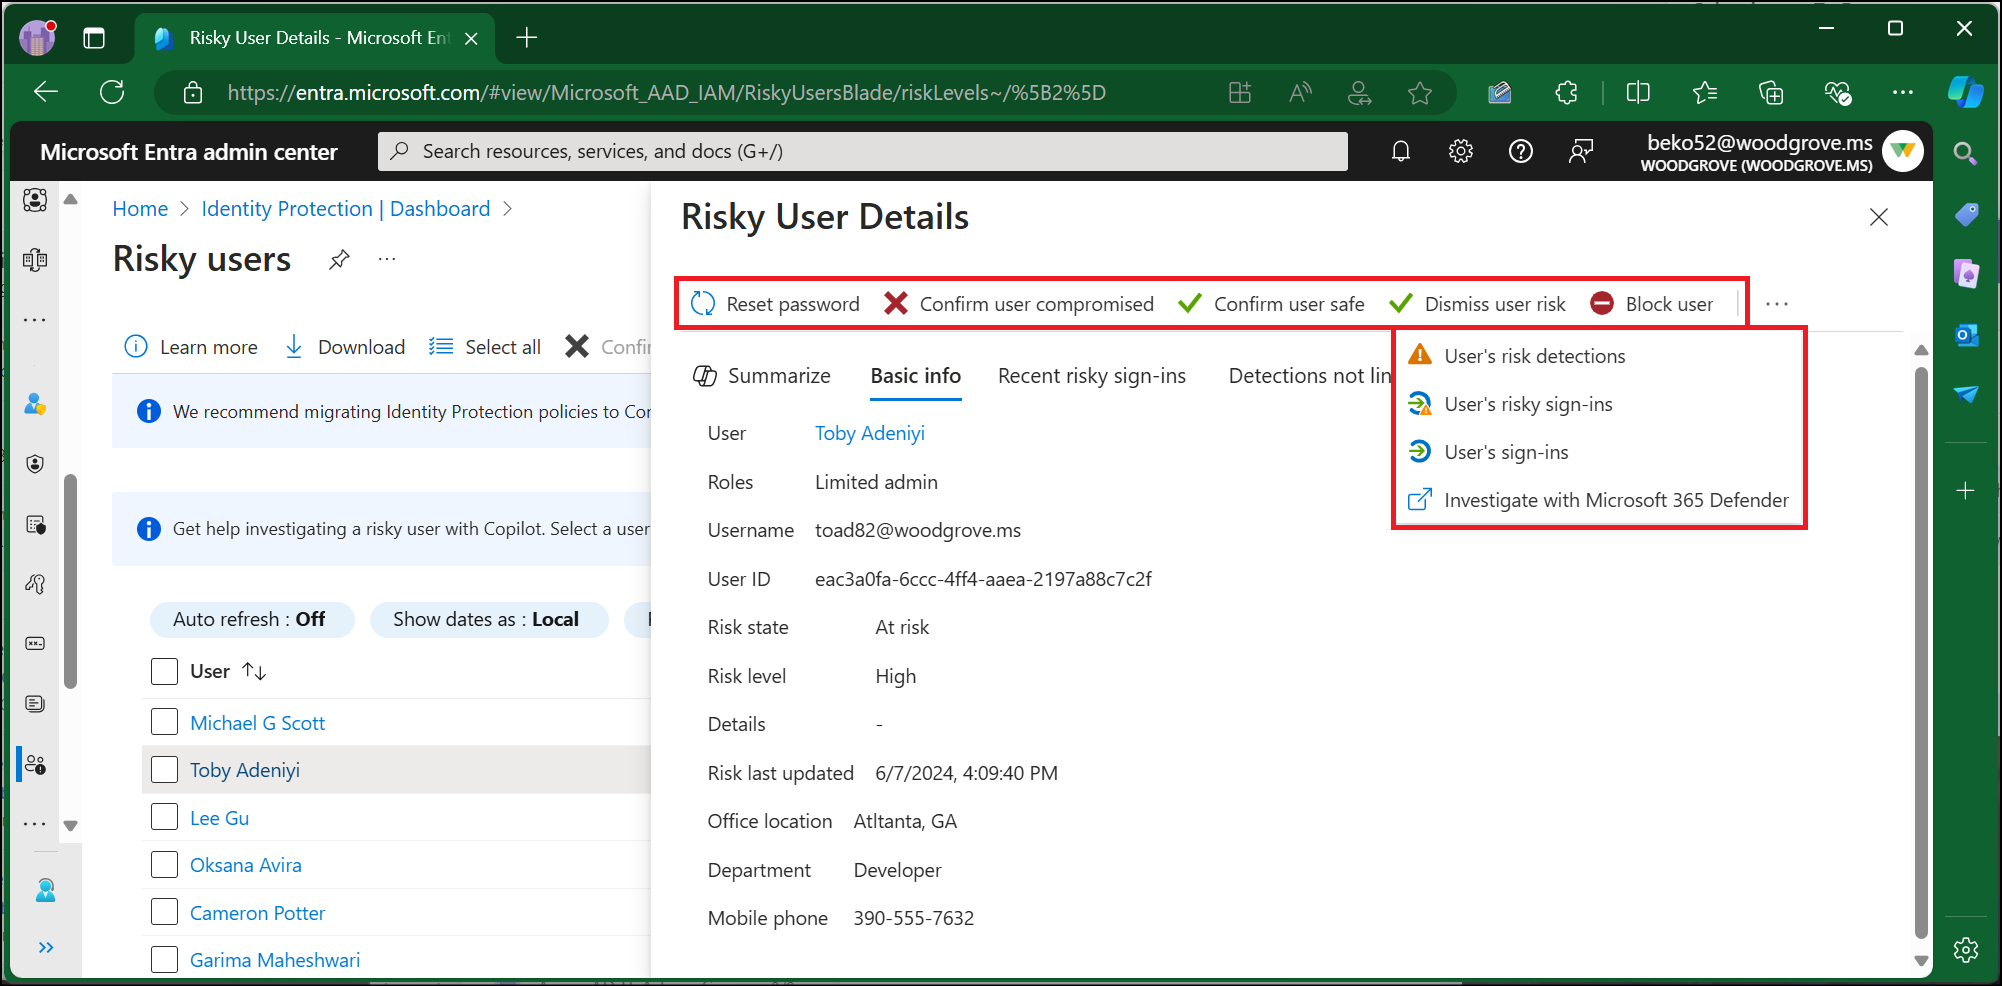 Risky User Details - Microsoft Ent
https://entra.microsoft.com/#view/Microsoft_AAD_IAM/RiskyUsersBlade/riskLevels~/%5B2%5D
Microsoft Entra admin center
Search resources, services, and docs (G+/)
beko52@woodgrove.ms
WOODGROVE (WOODGROVE.MS)
Home > Identity Protection | Dashboard >
Risky users
Learn more
Download
Select all
Confir
We recommend migrating Identity Protection policies to Cor
Get help investigating a risky user with Copilot. Select a user
Auto refresh : Off
Show dates as : Local
User
Michael G Scott
Toby Adeniyi
Lee Gu
Oksana Avira
Cameron Potter
Garima Maheshwari
Risky User Details
Reset password
Confirm user compromised
Confirm user safe
Dismiss user risk
Block user
User's risk detections
User's risky sign-ins
User's sign-ins
Investigate with Microsoft 365 Defender
Summarize
Basic info
Recent risky sign-ins
Detections not lin
User Toby Adeniyi
Roles Limited admin
Username toad82@woodgrove.ms
User ID eac3a0fa-6ccc-4ff4-aaea-2197a88c7c2f
Risk state At risk
Risk level High
Details -
Risk last updated 6/7/2024, 4:09:40 PM
Office location Atltanta, GA
Department Developer
Mobile phone 390-555-7632